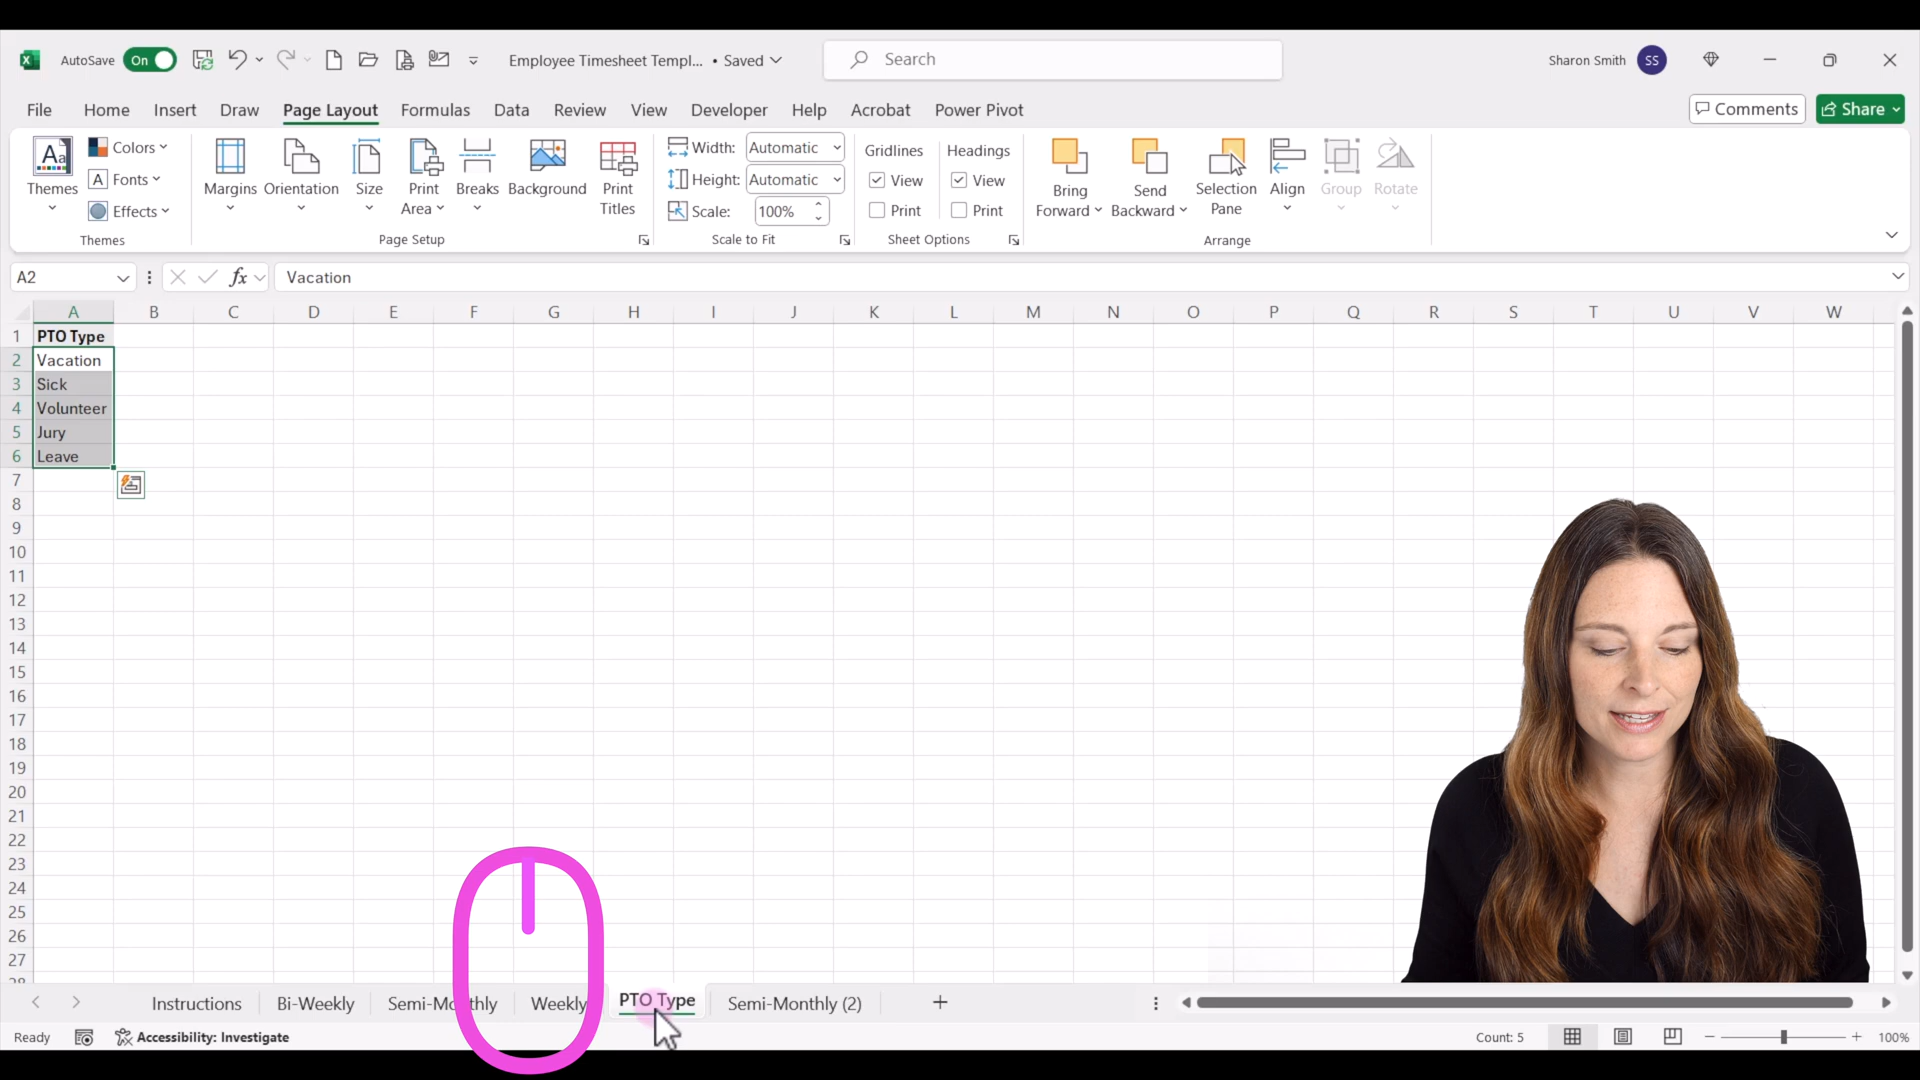 AutoSave On Employee Timesheet Templ... • Saved Search Sharon Smith SS
File Home Insert Draw Page Layout Formulas Data Review View Developer Help Acrobat Power Pivot Comments Share
Themes
Aa
Colors
Fonts
Effects
Themes
Margins
Orientation
Size
Print Area
Breaks
Background
Print Titles
Page Setup
Width: Automatic
Height: Automatic
Scale: 100%
Scale to Fit
Gridlines
View
Print
Headings
View
Print
Sheet Options
Bring Forward
Send Backward
Selection Pane
Align
Group
Rotate
Arrange
A2 fx Vacation
A B C D E F G H I J K L M N O P Q R S T U V W
1 PTO Type
2 Vacation
3 Sick
4 Volunteer
5 Jury
6 Leave
7
8
9
10
11
12
13
14
15
16
17
18
19
20
21
22
23
24
25
26
27
28
Instructions Bi-Weekly Semi-Monthly Weekly PTO Type Semi-Monthly (2)
Ready Accessibility: Investigate Count: 5 100%